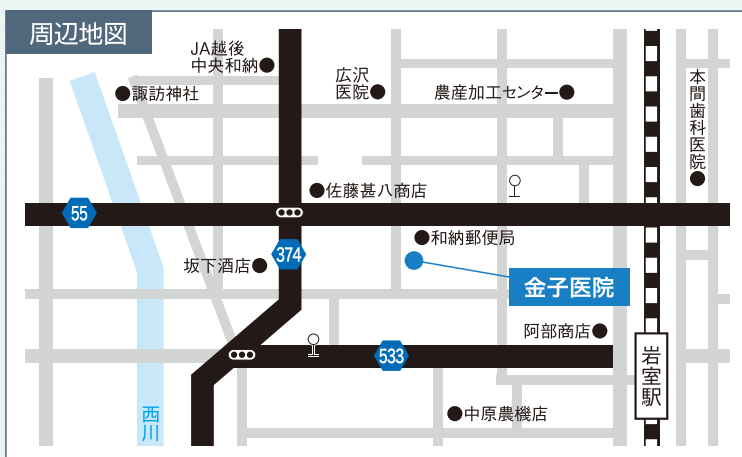 周辺地図
JA越後
中央和納
諏訪神社
広沢
医院
農産加工センター
本間歯科医院
佐藤甚八商店
55
和納郵便局
374
坂下酒店
金子医院
阿部商店
533
岩室駅
西川
中原農機店